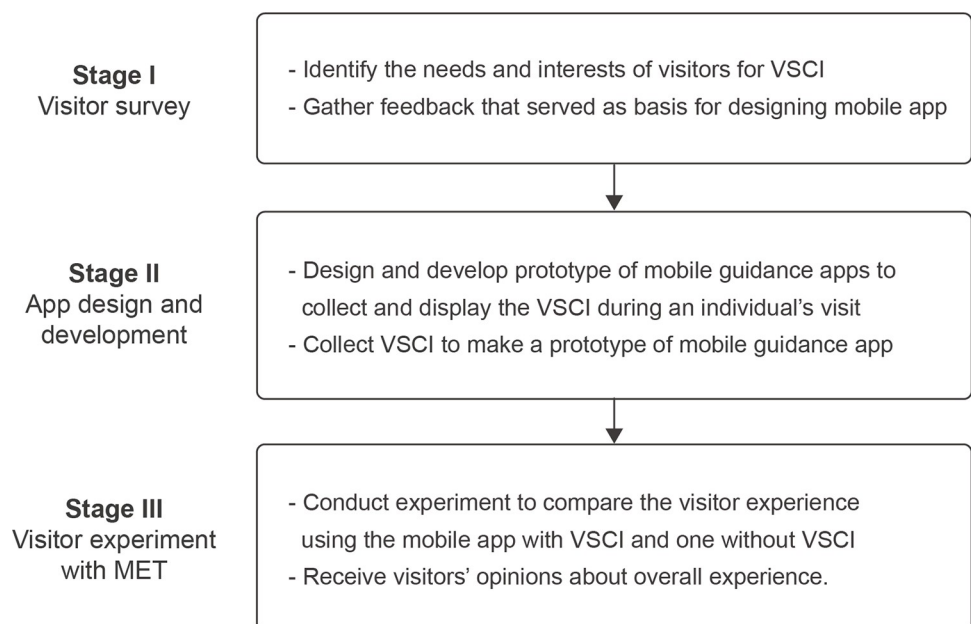 Stage I
Visitor survey
- Identify the needs and interests of visitors for VSCI
- Gather feedback that served as basis for designing mobile app
Stage II
App design and
development
- Design and develop prototype of mobile guidance apps to
collect and display the VSCI during an individual’s visit
- Collect VSCI to make a prototype of mobile guidance app
Stage III
Visitor experiment
with MET
- Conduct experiment to compare the visitor experience
using the mobile app with VSCI and one without VSCI
- Receive visitors’ opinions about overall experience.